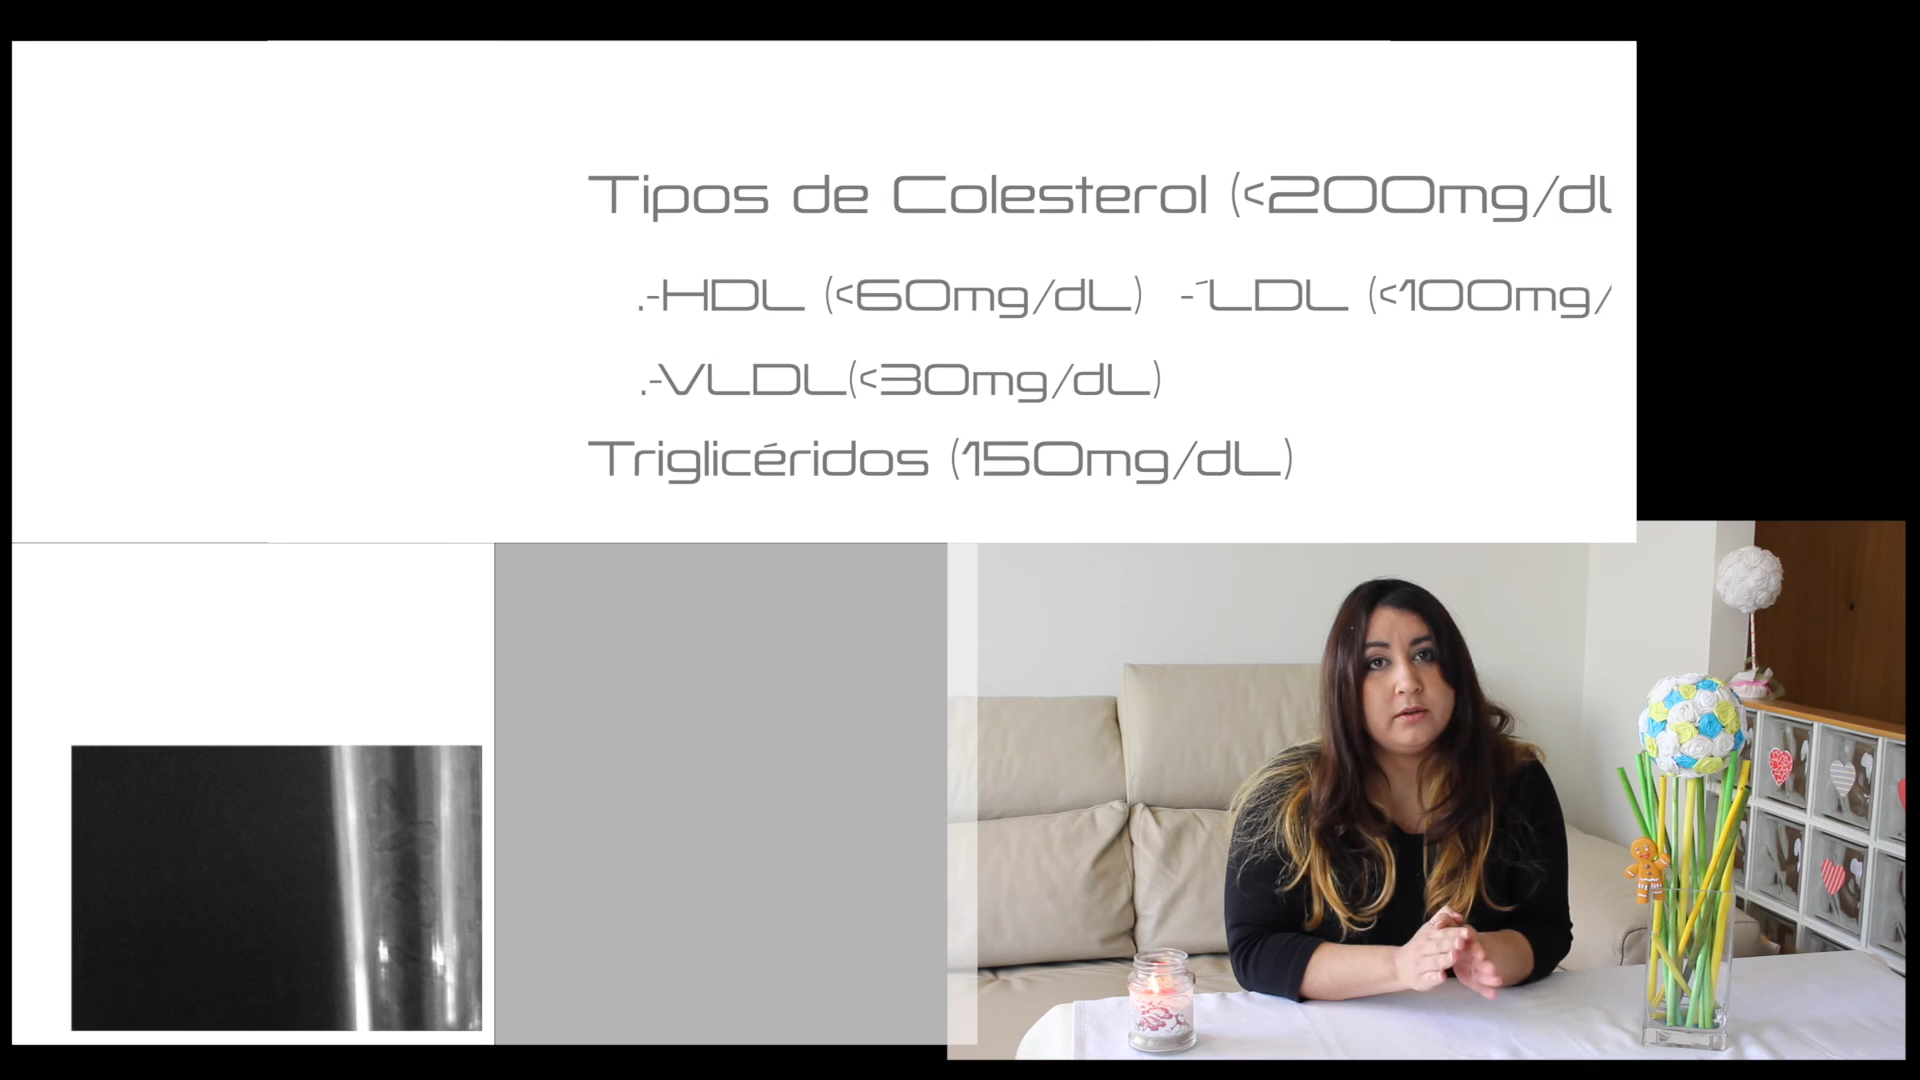 Tipos de Colesterol (<200mg/dl
.-HDL (<60mg/dL) -´LDL (<100mg/
.-VLDL(<30mg/dL)
Triglicéridos (150mg/dL)